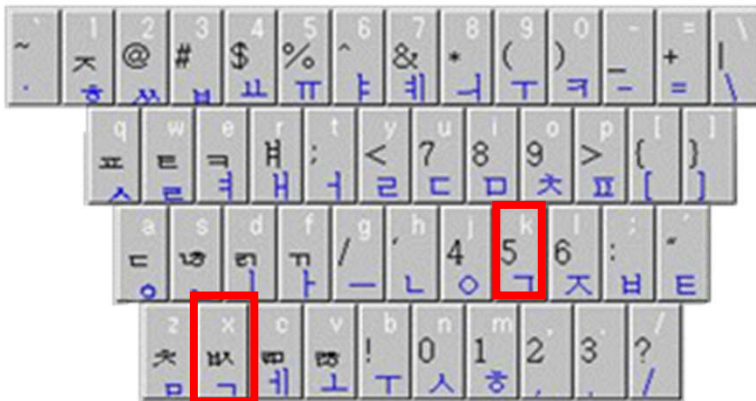 ` 1 2 3 4 5 6 7 8 9 0 - = \
~ ㅈ @ # $ % ^ & * ( ) _ + |
. ㅎ ㅆ ㅂ ㅛ ㅠ ㅑ ㅖ ㅢ ㅜ ㅋ - = \
q w e r t y u i o p [ ]
ㅍ ㅌ ㅋ ㅒ ; < 7 8 9 > { }
ㅅ ㄹ ㅕ ㅐ ㅓ ㄹ ㄷ ㅁ ㅊ ㅍ [ ]
a s d f g h j k l ; '
ㄷ ㄶ ㄺ ㄲ / ' 4 5 6 : "
ㅇ ㅣ ㅏ ㅡ ㄴ ㅇ ㄱ ㅈ ㅂ ㅌ
z x c v b n m , . /
ㅊ ㅄ ㄻ ㅀ ! 0 1 2 3 ?
ㅁ ㄱ ㅔ ㅗ ㅜ ㅅ ㅎ , . /